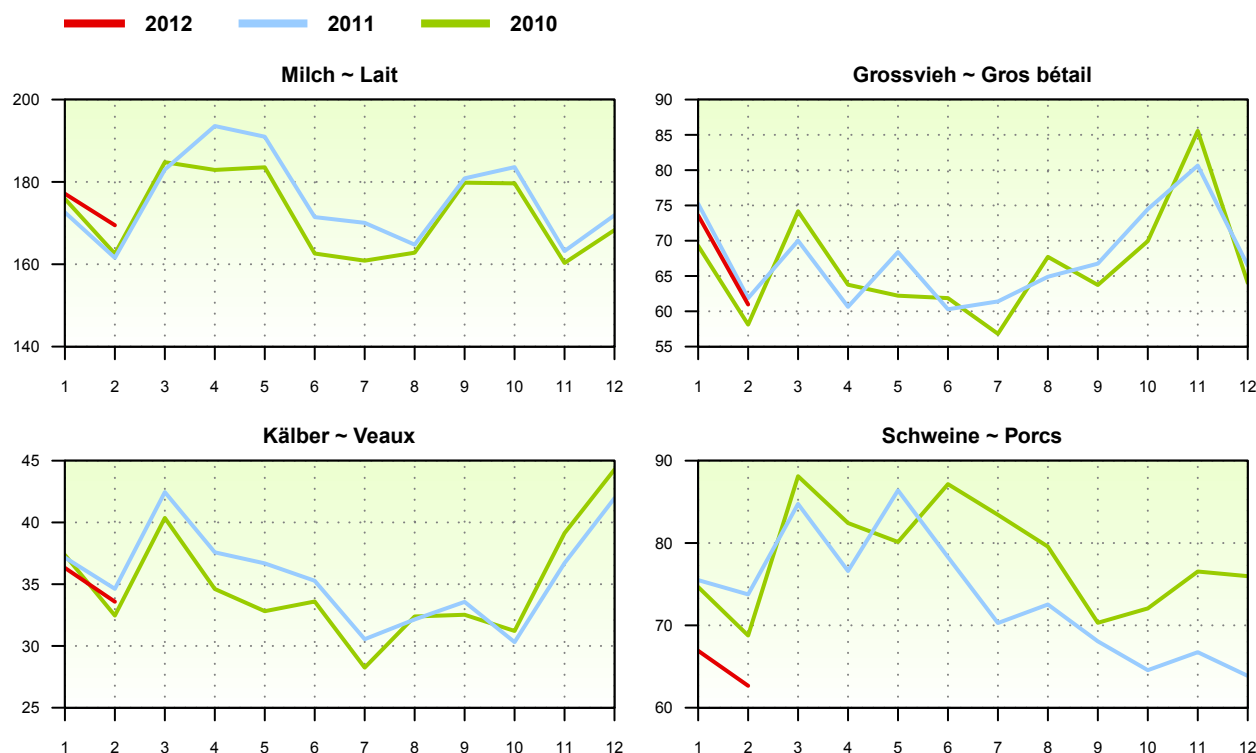 2012 2011 2010
Milch ~ Lait
200
180
160
140
1 2 3 4 5 6 7 8 9 10 11 12
Grossvieh ~ Gros bétail
90
85
80
75
70
65
60
55
1 2 3 4 5 6 7 8 9 10 11 12
Kälber ~ Veaux
45
40
35
30
25
1 2 3 4 5 6 7 8 9 10 11 12
Schweine ~ Porcs
90
80
70
60
1 2 3 4 5 6 7 8 9 10 11 12